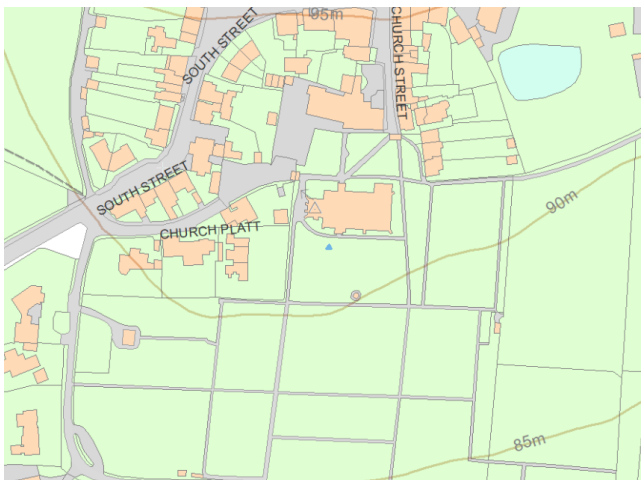 95m
SOUTH STREET
CHURCH STREET
SOUTH STREET
CHURCH PLATT
90m
85m